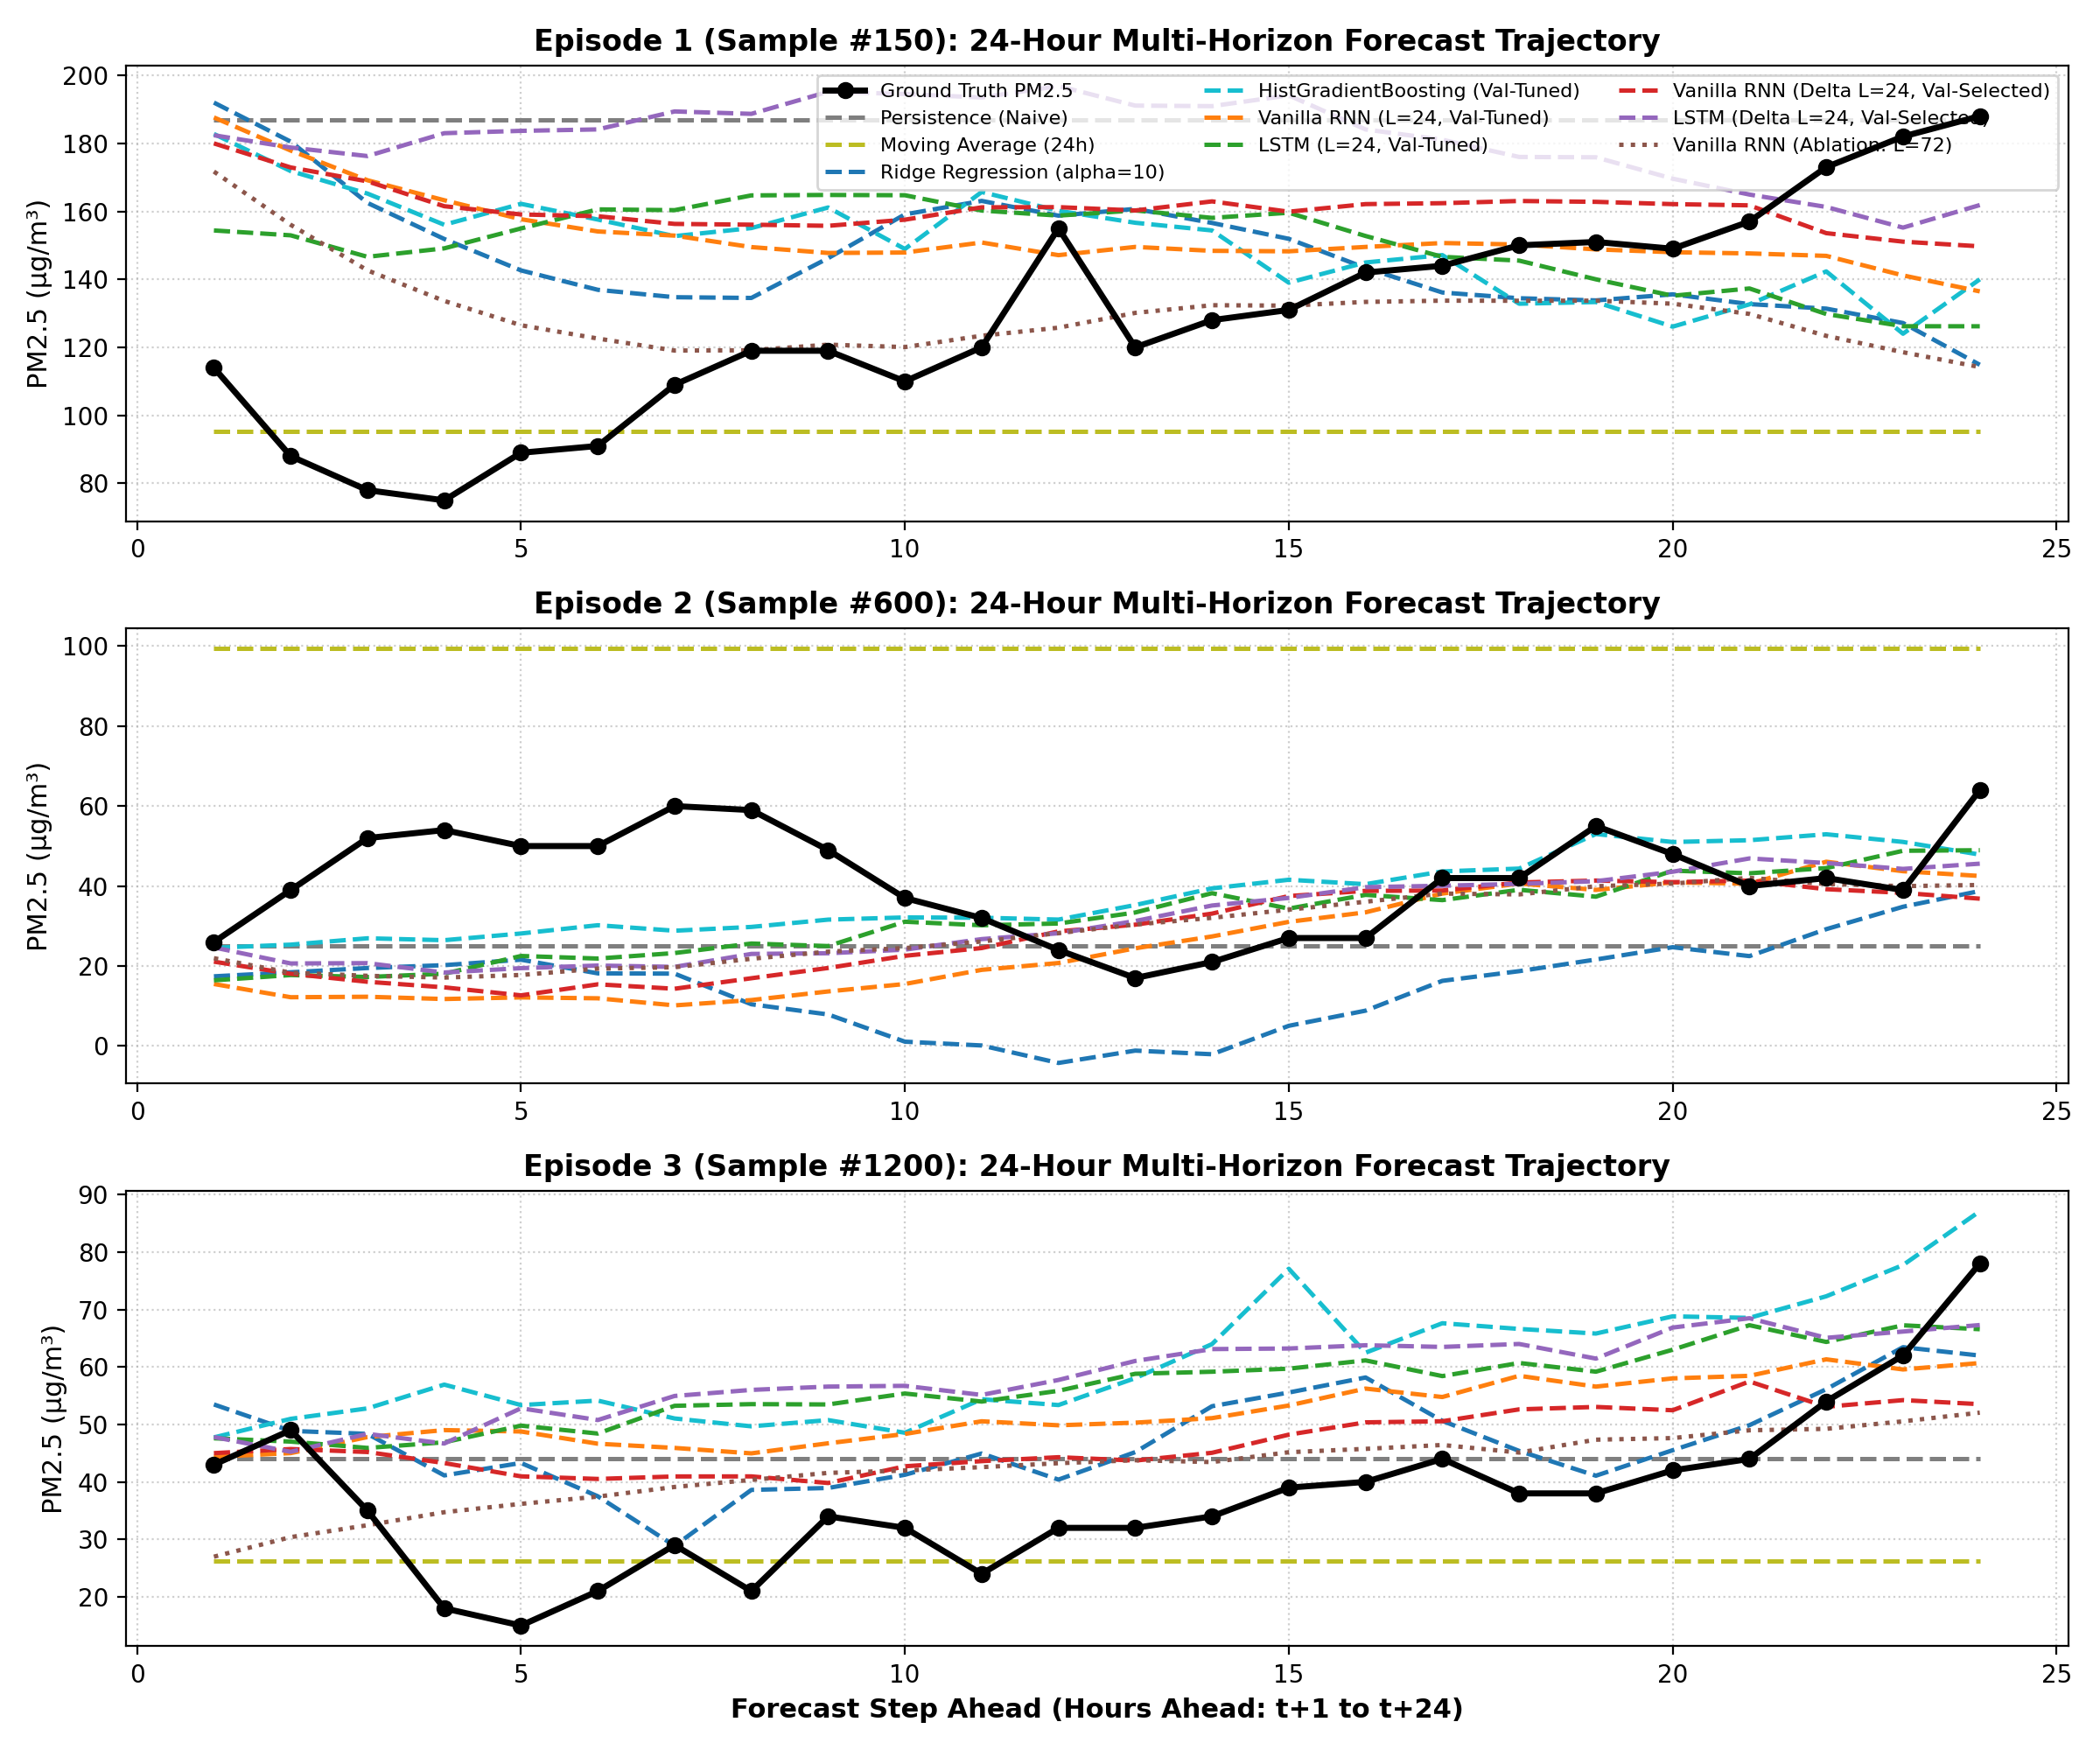 Episode 1 (Sample #150): 24-Hour Multi-Horizon Forecast Trajectory
200
180
160
140
120
100
80
PM2.5 (µg/m³)
Ground Truth PM2.5
Persistence (Naive)
Moving Average (24h)
Ridge Regression (alpha=10)
HistGradientBoosting (Val-Tuned)
Vanilla RNN (L=24, Val-Tuned)
LSTM (L=24, Val-Tuned)
Vanilla RNN (Delta L=24, Val-Selected)
LSTM (Delta L=24, Val-Selected)
Vanilla RNN (Ablation: L=72)
0 5 10 15 20 25
Episode 2 (Sample #600): 24-Hour Multi-Horizon Forecast Trajectory
100
80
60
40
20
0
PM2.5 (µg/m³)
0 5 10 15 20 25
Episode 3 (Sample #1200): 24-Hour Multi-Horizon Forecast Trajectory
90
80
70
60
50
40
30
20
PM2.5 (µg/m³)
0 5 10 15 20 25
Forecast Step Ahead (Hours Ahead: t+1 to t+24)